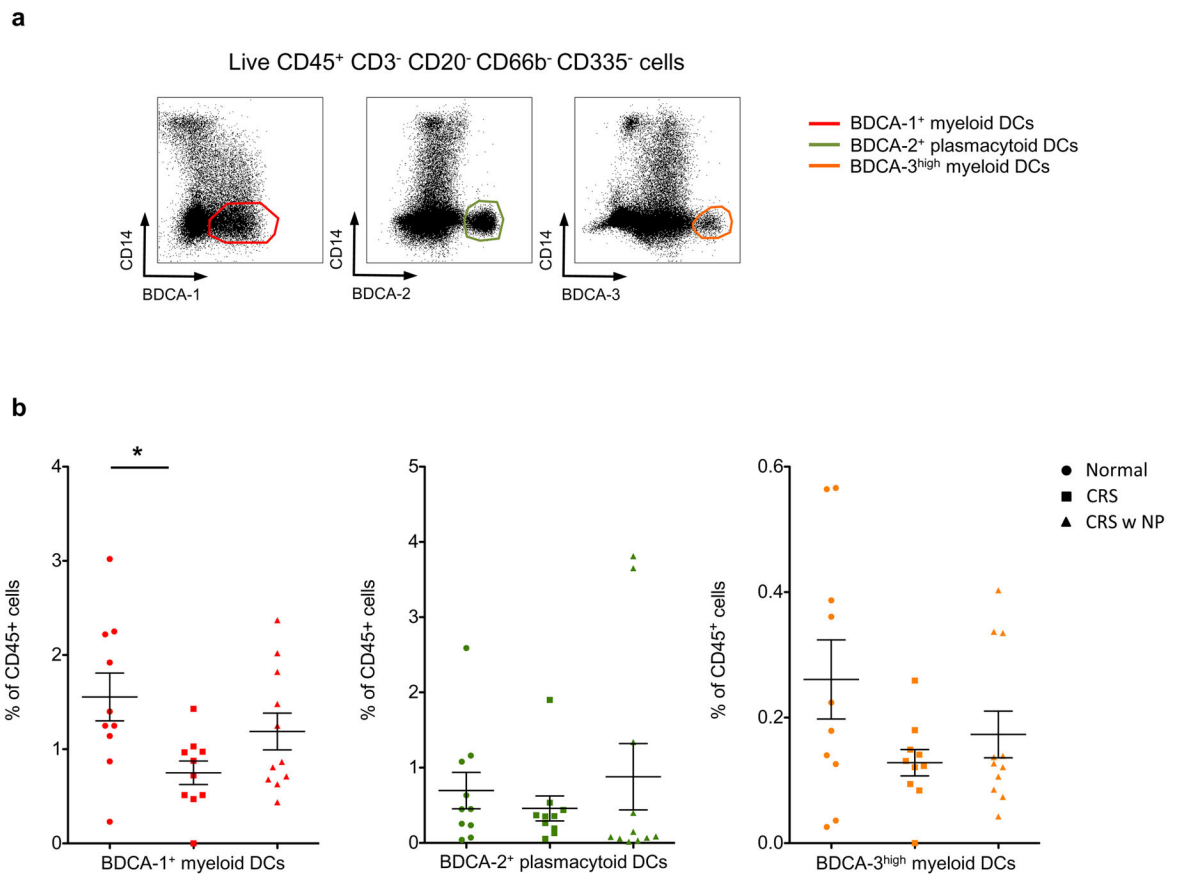 a
Live CD45⁺ CD3⁻ CD20⁻ CD66b⁻ CD335⁻ cells
CD14
BDCA-1
CD14
BDCA-2
CD14
BDCA-3
BDCA-1⁺ myeloid DCs
BDCA-2⁺ plasmacytoid DCs
BDCA-3ʰⁱᵍʰ myeloid DCs
b
% of CD45+ cells
4
3
2
1
0
*
BDCA-1⁺ myeloid DCs
% of CD45+ cells
5
4
3
2
1
0
BDCA-2⁺ plasmacytoid DCs
% of CD45⁺ cells
0.6
0.4
0.2
0.0
BDCA-3ʰⁱᵍʰ myeloid DCs
Normal
CRS
CRS w NP